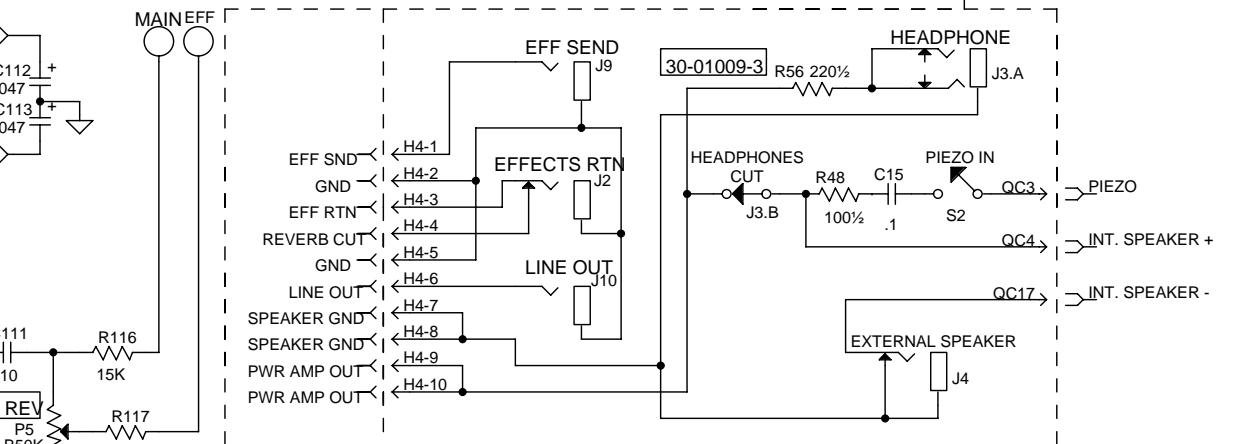 MAIN EFF
C112 +
047
C113 +
047
C111
10
R116
15K
REV
P5
R117
EFF SND
GND
EFF RTN
REVERB CUT
GND
LINE OUT
SPEAKER GND
SPEAKER GND
PWR AMP OUT
PWR AMP OUT
H4-1
H4-2
H4-3
H4-4
H4-5
H4-6
H4-7
H4-8
H4-9
H4-10
EFF SEND
J9
EFFECTS RTN
J2
LINE OUT
J10
30-01009-3
HEADPHONE
R56 220½
J3.A
HEADPHONES
CUT
J3.B
R48
100½
C15
.1
PIEZO IN
S2
QC3
PIEZO
QC4
INT. SPEAKER +
QC17
INT. SPEAKER -
EXTERNAL SPEAKER
J4